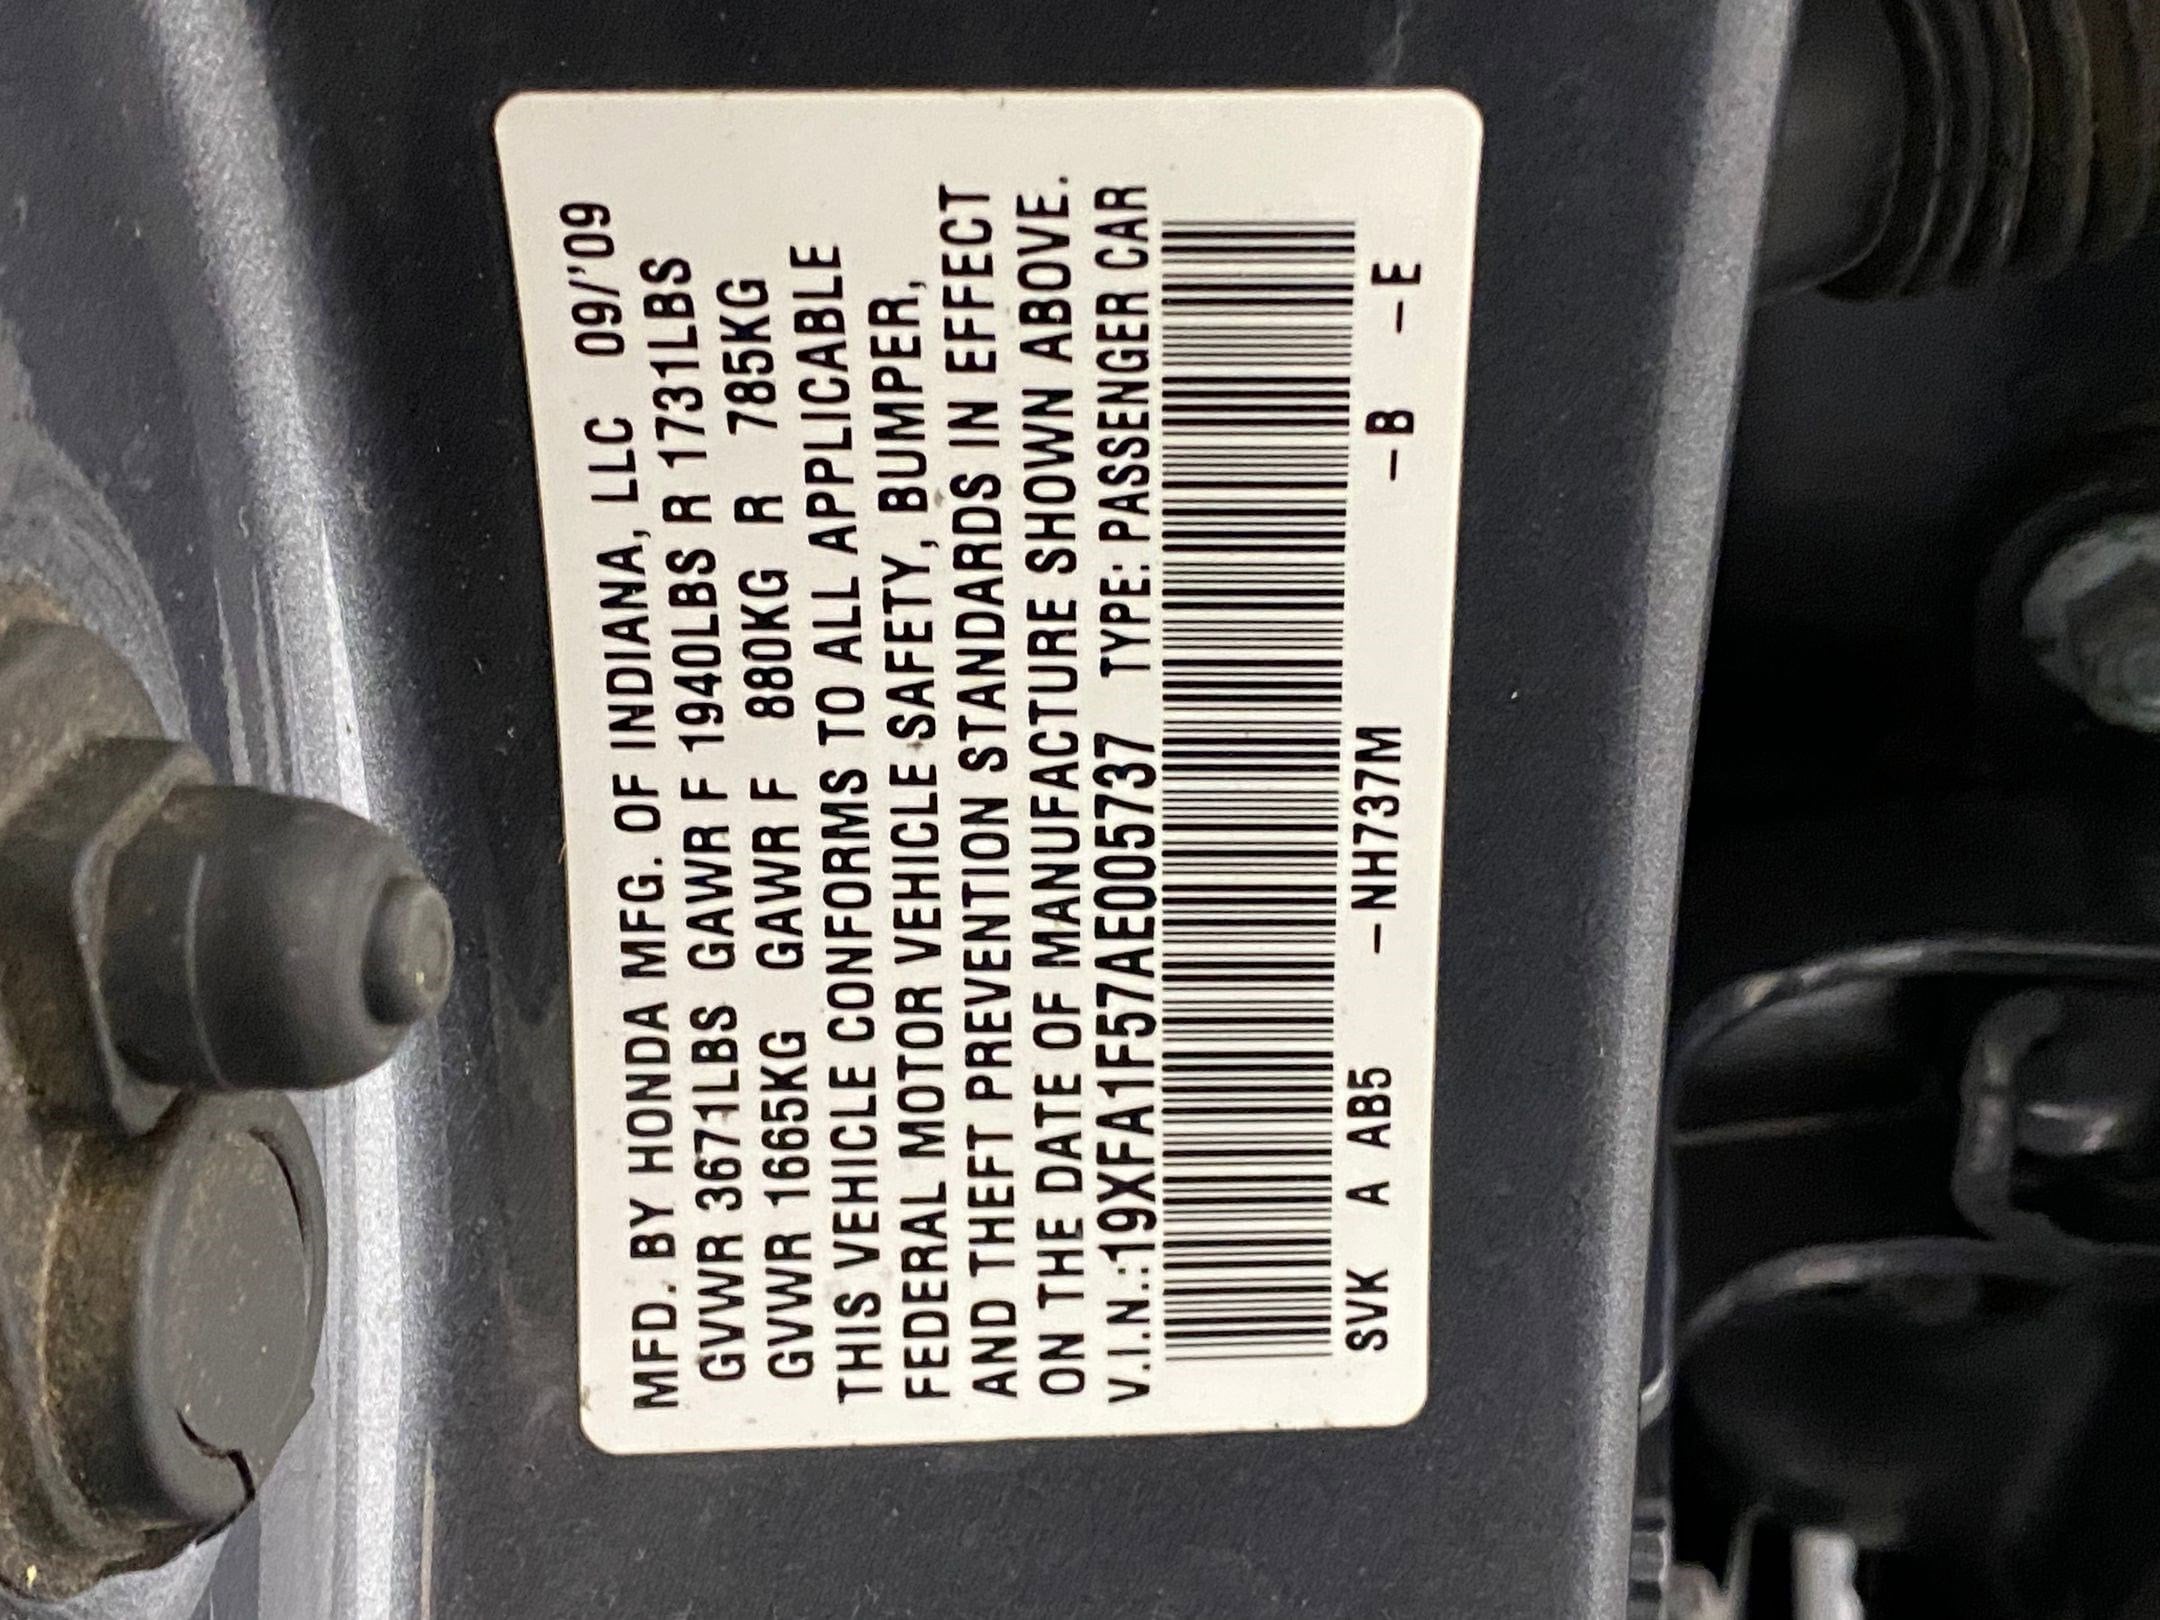 MFD. BY HONDA MFG. OF INDIANA, LLC 09/'09
GVWR 3671LBS GAWR F 1940LBS R 1731LBS
GVWR 1665KG GAWR F 880KG R 785KG
THIS VEHICLE CONFORMS TO ALL APPLICABLE
FEDERAL MOTOR VEHICLE SAFETY, BUMPER,
AND THEFT PREVENTION STANDARDS IN EFFECT
ON THE DATE OF MANUFACTURE SHOWN ABOVE.
V.I.N.:19XFA1F57AE005737 TYPE: PASSENGER CAR
SVK A AB5 -NH737M -B -E